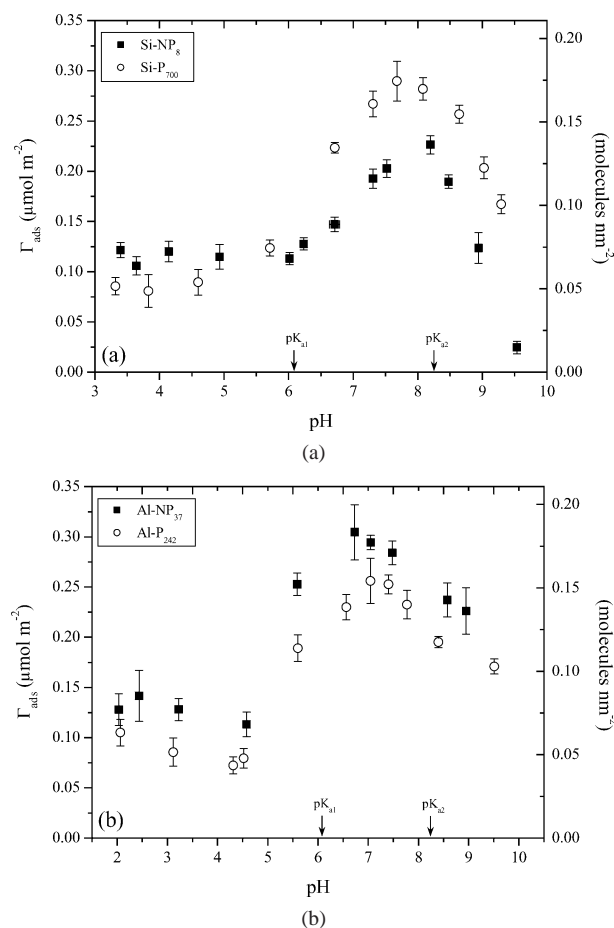 (a)
0.35
0.30
0.25
0.20
0.15
0.10
0.05
0.00
Γads (μmol m-2)
Si-NP8
Si-P700
0.20
0.15
0.10
0.05
0.00
(molecules nm-2)
(a)
pKa1
pKa2
3 4 5 6 7 8 9 10
pH
(a)
b
0.35
0.30
0.25
0.20
0.15
0.10
0.05
0.00
Γads (μmol m-2)
Al-NP37
Al-P242
0.20
0.15
0.10
0.05
0.00
(molecules nm-2)
(b)
pKa1
pKa2
2 3 4 5 6 7 8 9 10
pH
(b)